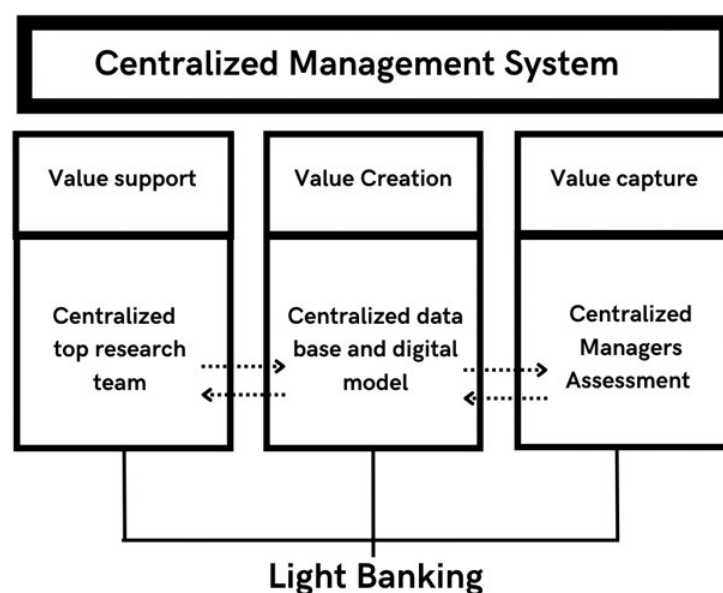 Centralized Management System
Value support
Value Creation
Value capture
Centralized
top research
team
Centralized data
base and digital
model
Centralized
Managers
Assessment
Light Banking